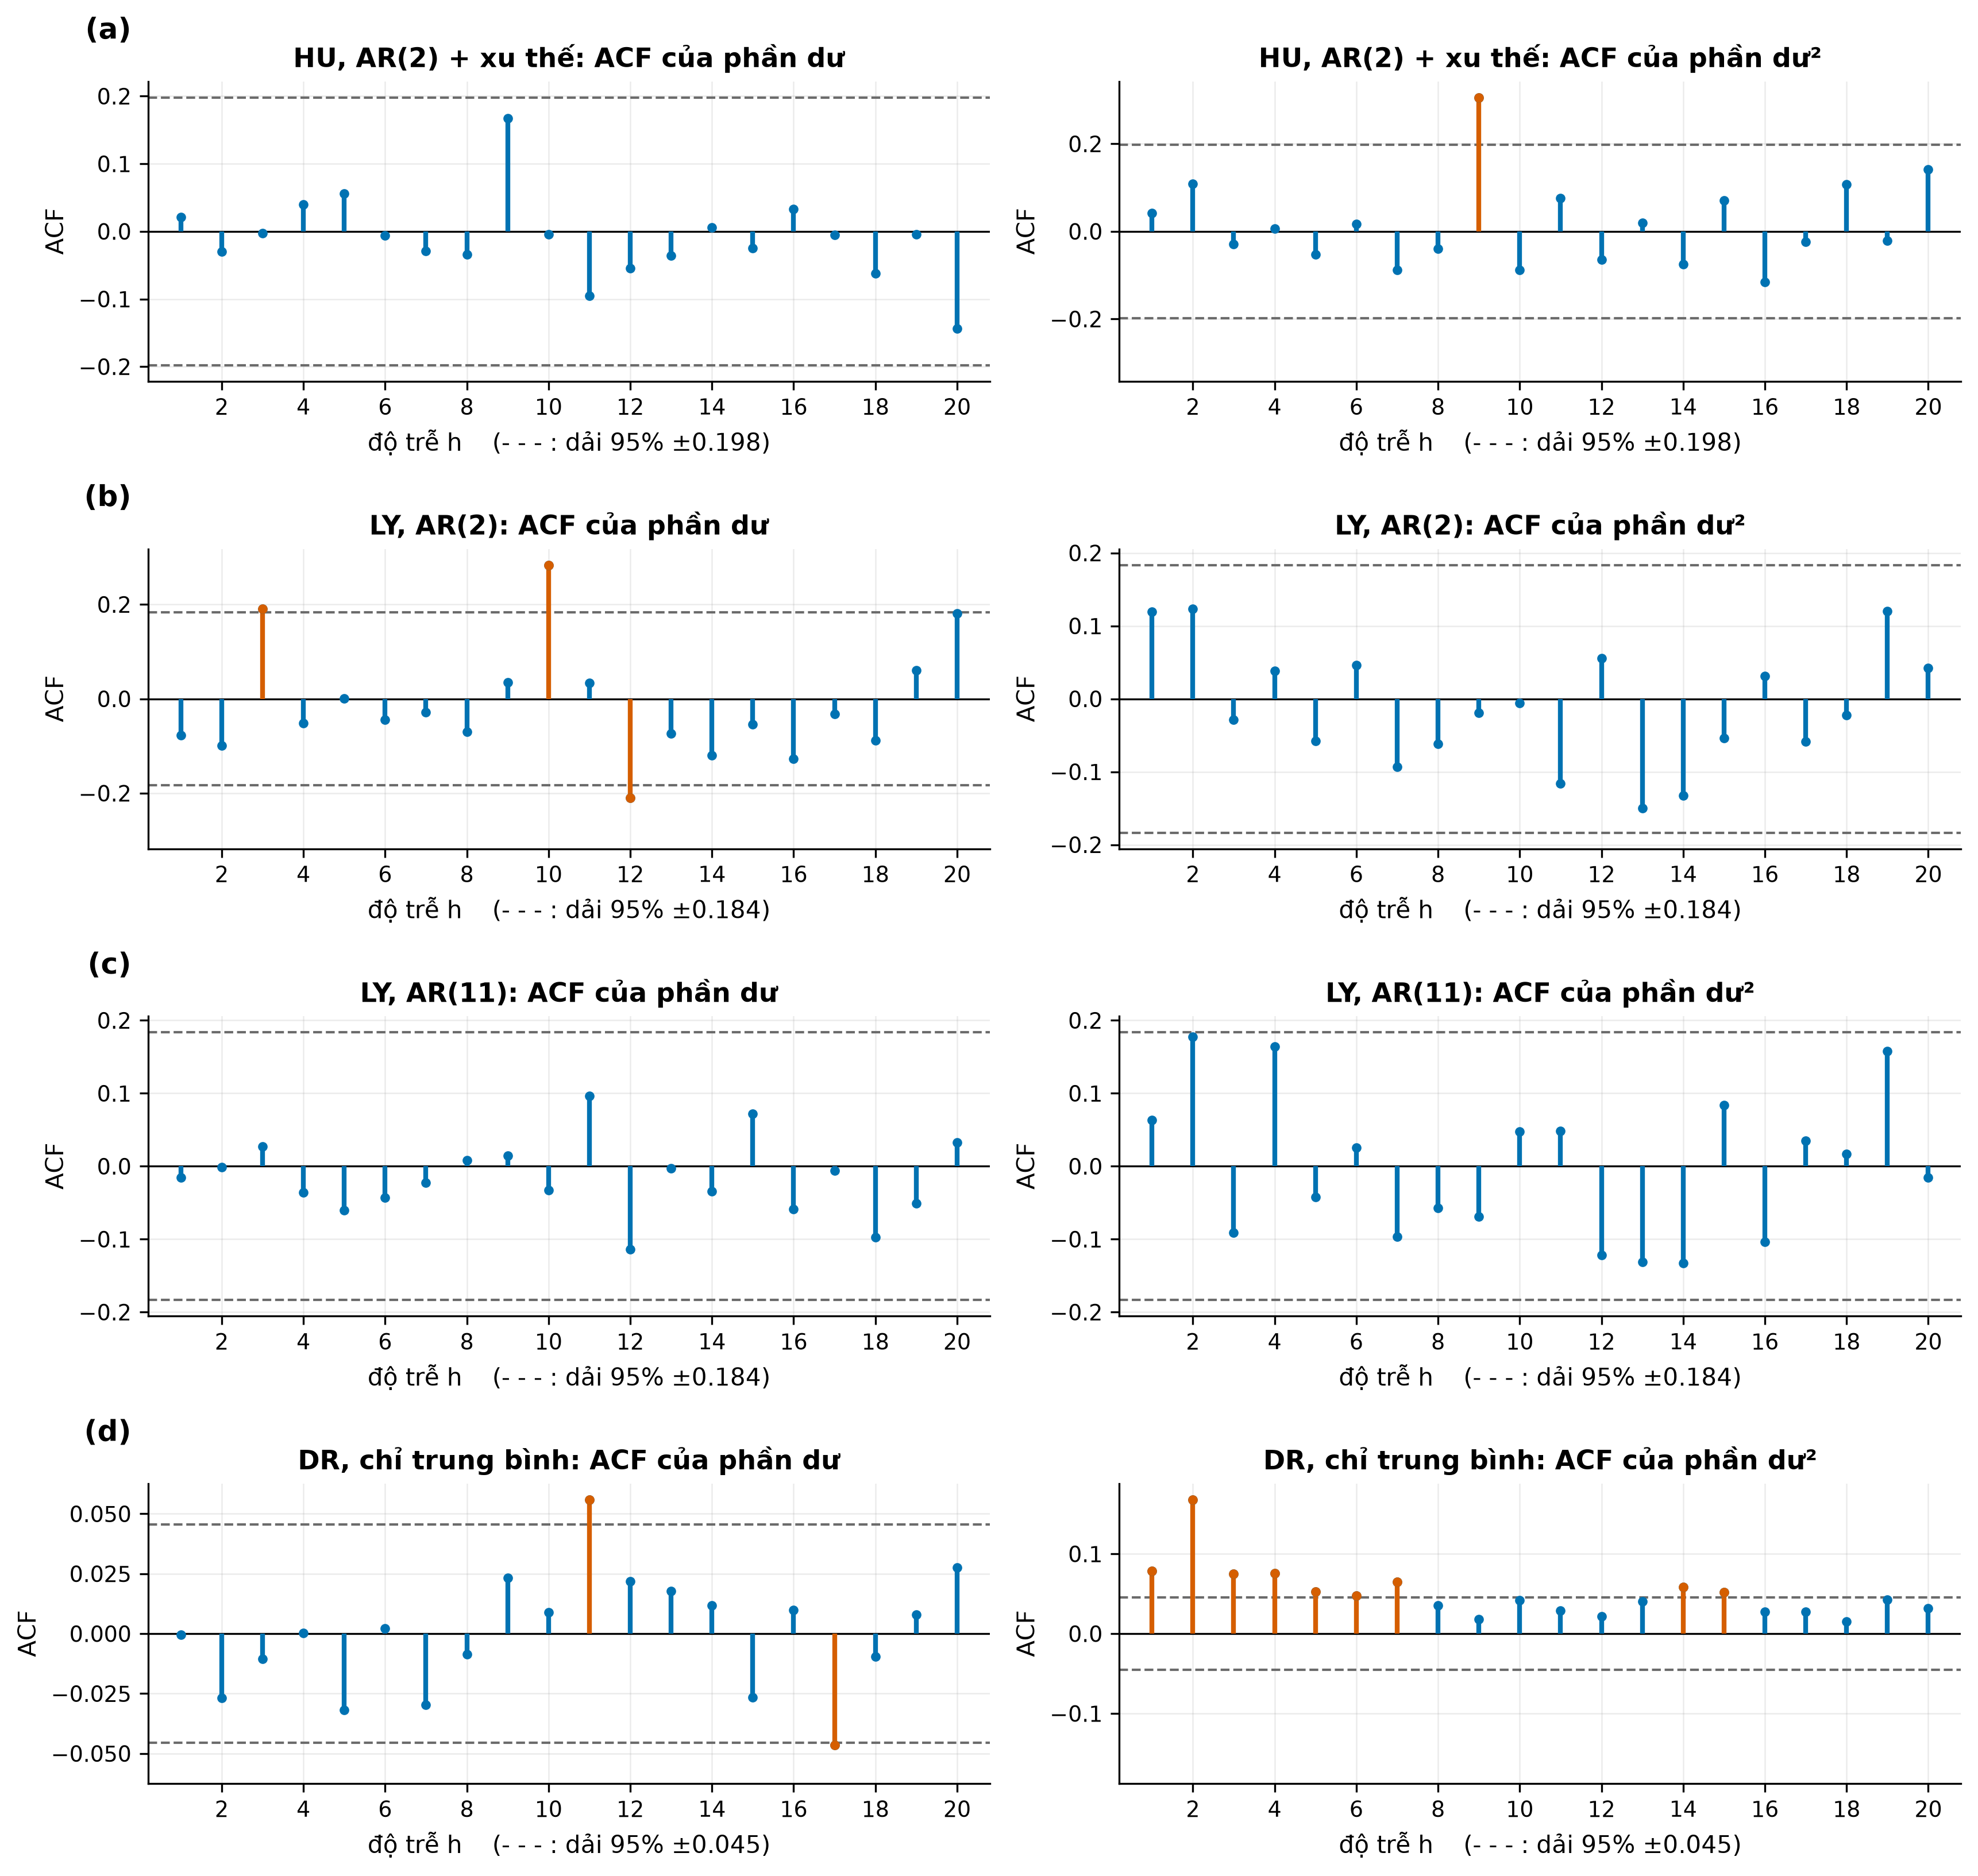 (a)
HU, AR(2) + xu thế: ACF của phần dư
ACF
0.2
0.1
0.0
−0.1
−0.2
2 4 6 8 10 12 14 16 18 20
độ trễ h (- - - : dải 95% ±0.198)
HU, AR(2) + xu thế: ACF của phần dư²
ACF
0.2
0.0
−0.2
2 4 6 8 10 12 14 16 18 20
độ trễ h (- - - : dải 95% ±0.198)
(b)
LY, AR(2): ACF của phần dư
ACF
0.2
0.0
−0.2
2 4 6 8 10 12 14 16 18 20
độ trễ h (- - - : dải 95% ±0.184)
LY, AR(2): ACF của phần dư²
ACF
0.2
0.1
0.0
−0.1
−0.2
2 4 6 8 10 12 14 16 18 20
độ trễ h (- - - : dải 95% ±0.184)
(c)
LY, AR(11): ACF của phần dư
ACF
0.2
0.1
0.0
−0.1
−0.2
2 4 6 8 10 12 14 16 18 20
độ trễ h (- - - : dải 95% ±0.184)
LY, AR(11): ACF của phần dư²
ACF
0.2
0.1
0.0
−0.1
−0.2
2 4 6 8 10 12 14 16 18 20
độ trễ h (- - - : dải 95% ±0.184)
(d)
DR, chỉ trung bình: ACF của phần dư
ACF
0.050
0.025
0.000
−0.025
−0.050
2 4 6 8 10 12 14 16 18 20
độ trễ h (- - - : dải 95% ±0.045)
DR, chỉ trung bình: ACF của phần dư²
ACF
0.1
0.0
−0.1
2 4 6 8 10 12 14 16 18 20
độ trễ h (- - - : dải 95% ±0.045)